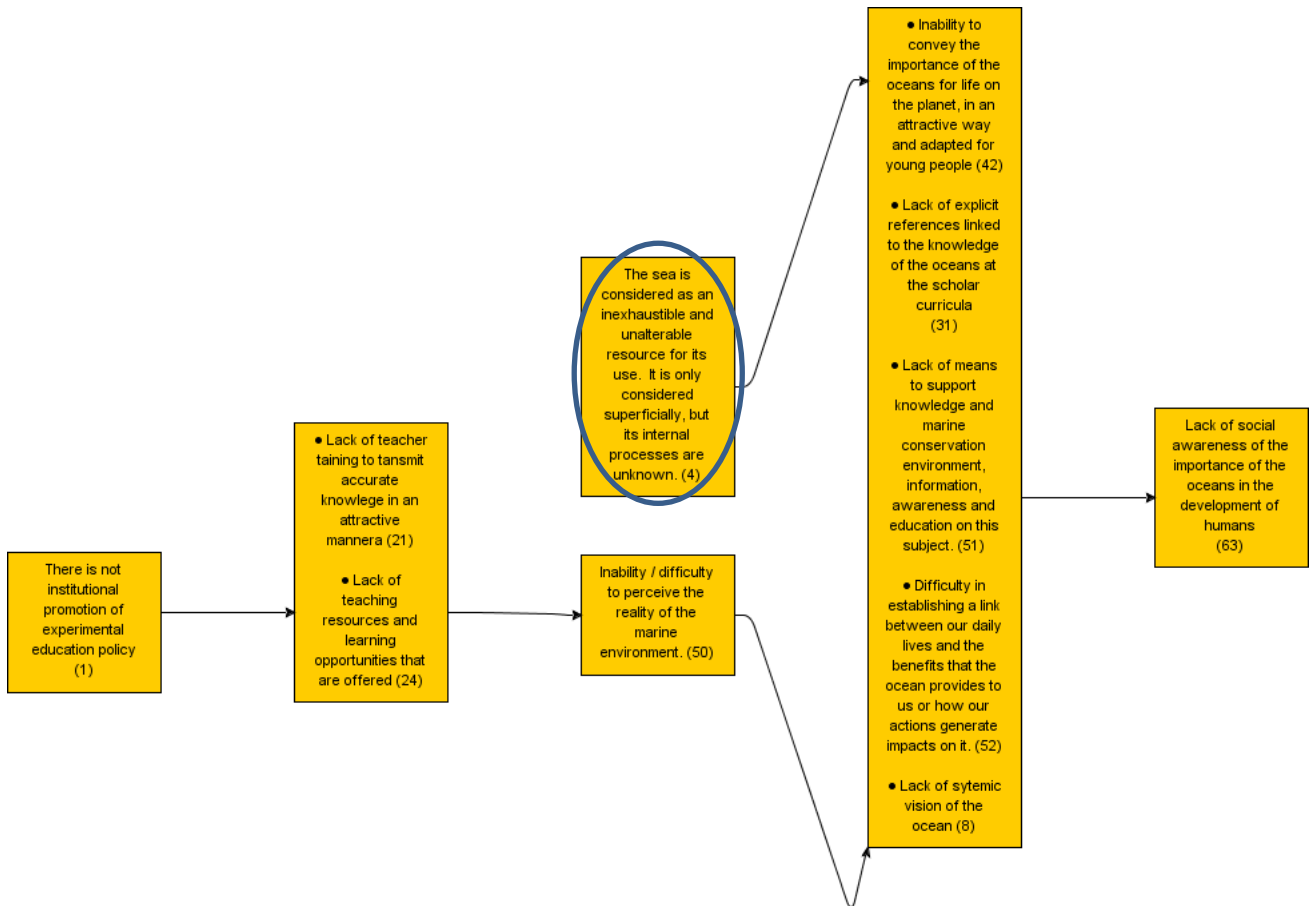 There is not
institutional
promotion of
experimental
education policy
(1)
● Lack of teacher
taining to tansmit
accurate
knowlege in an
attractive
mannera (21)
● Lack of
teaching
resources and
learning
opportunities that
are offered (24)
The sea is
considered as an
inexhaustible and
unalterable
resource for its
use. It is only
considered
superficially, but
its internal
processes are
unknown. (4)
Inability / difficulty
to perceive the
reality of the
marine
environment. (50)
● Inability to
convey the
importance of the
oceans for life on
the planet, in an
attractive way
and adapted for
young people (42)
● Lack of explicit
references linked
to the knowledge
of the oceans at
the scholar
curricula
(31)
● Lack of means
to support
knowledge and
marine
conservation
environment,
information,
awareness and
education on this
subject. (51)
● Difficulty in
establishing a link
between our daily
lives and the
benefits that the
ocean provides to
us or how our
actions generate
impacts on it. (52)
● Lack of sytemic
vision of the
ocean (8)
Lack of social
awareness of the
importance of the
oceans in the
development of
humans
(63)